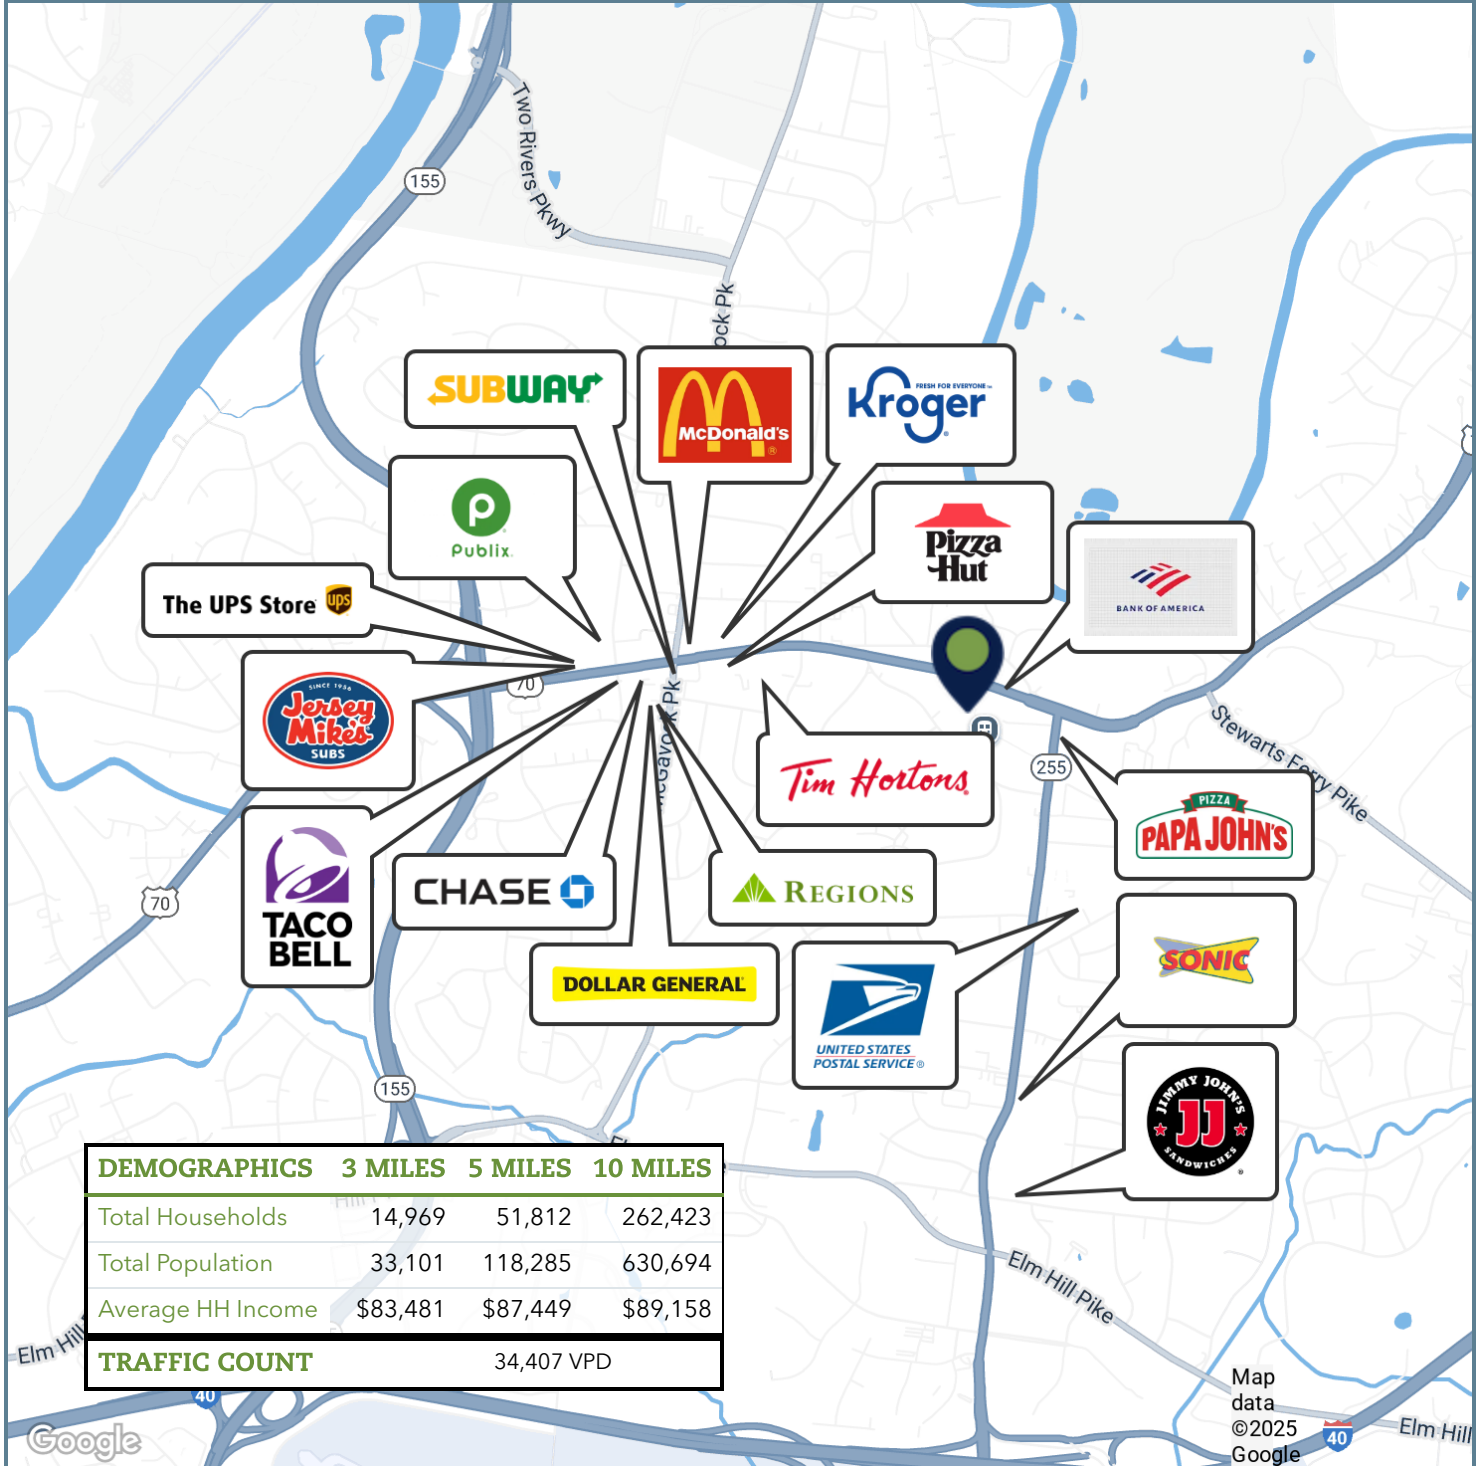 Two Rivers Pkwy
155
ock Pk
SUBWAY
McDonald's
FRESH FOR EVERYONE
Kroger
Publix
Pizza
Hut
BANK OF AMERICA
The UPS Store
ups
SINCE 1956
Jersey
Mike's
SUBS
70
McGavock Pk
Stewarts Ferry Pike
255
Tim Hortons
PIZZA
PAPA JOHN'S
TACO
BELL
70
CHASE
REGIONS
DOLLAR GENERAL
UNITED STATES
POSTAL SERVICE®
SONIC
JIMMY JOHN'S
JJ
SANDWICHES
155
DEMOGRAPHICS 3 MILES 5 MILES 10 MILES
Total Households 14,969 51,812 262,423
Total Population 33,101 118,285 630,694
Average HH Income $83,481 $87,449 $89,158
TRAFFIC COUNT 34,407 VPD
Elm Hill Pike
Elm Hill
40
Google
Map
data
©2025
Google
40
Elm Hill